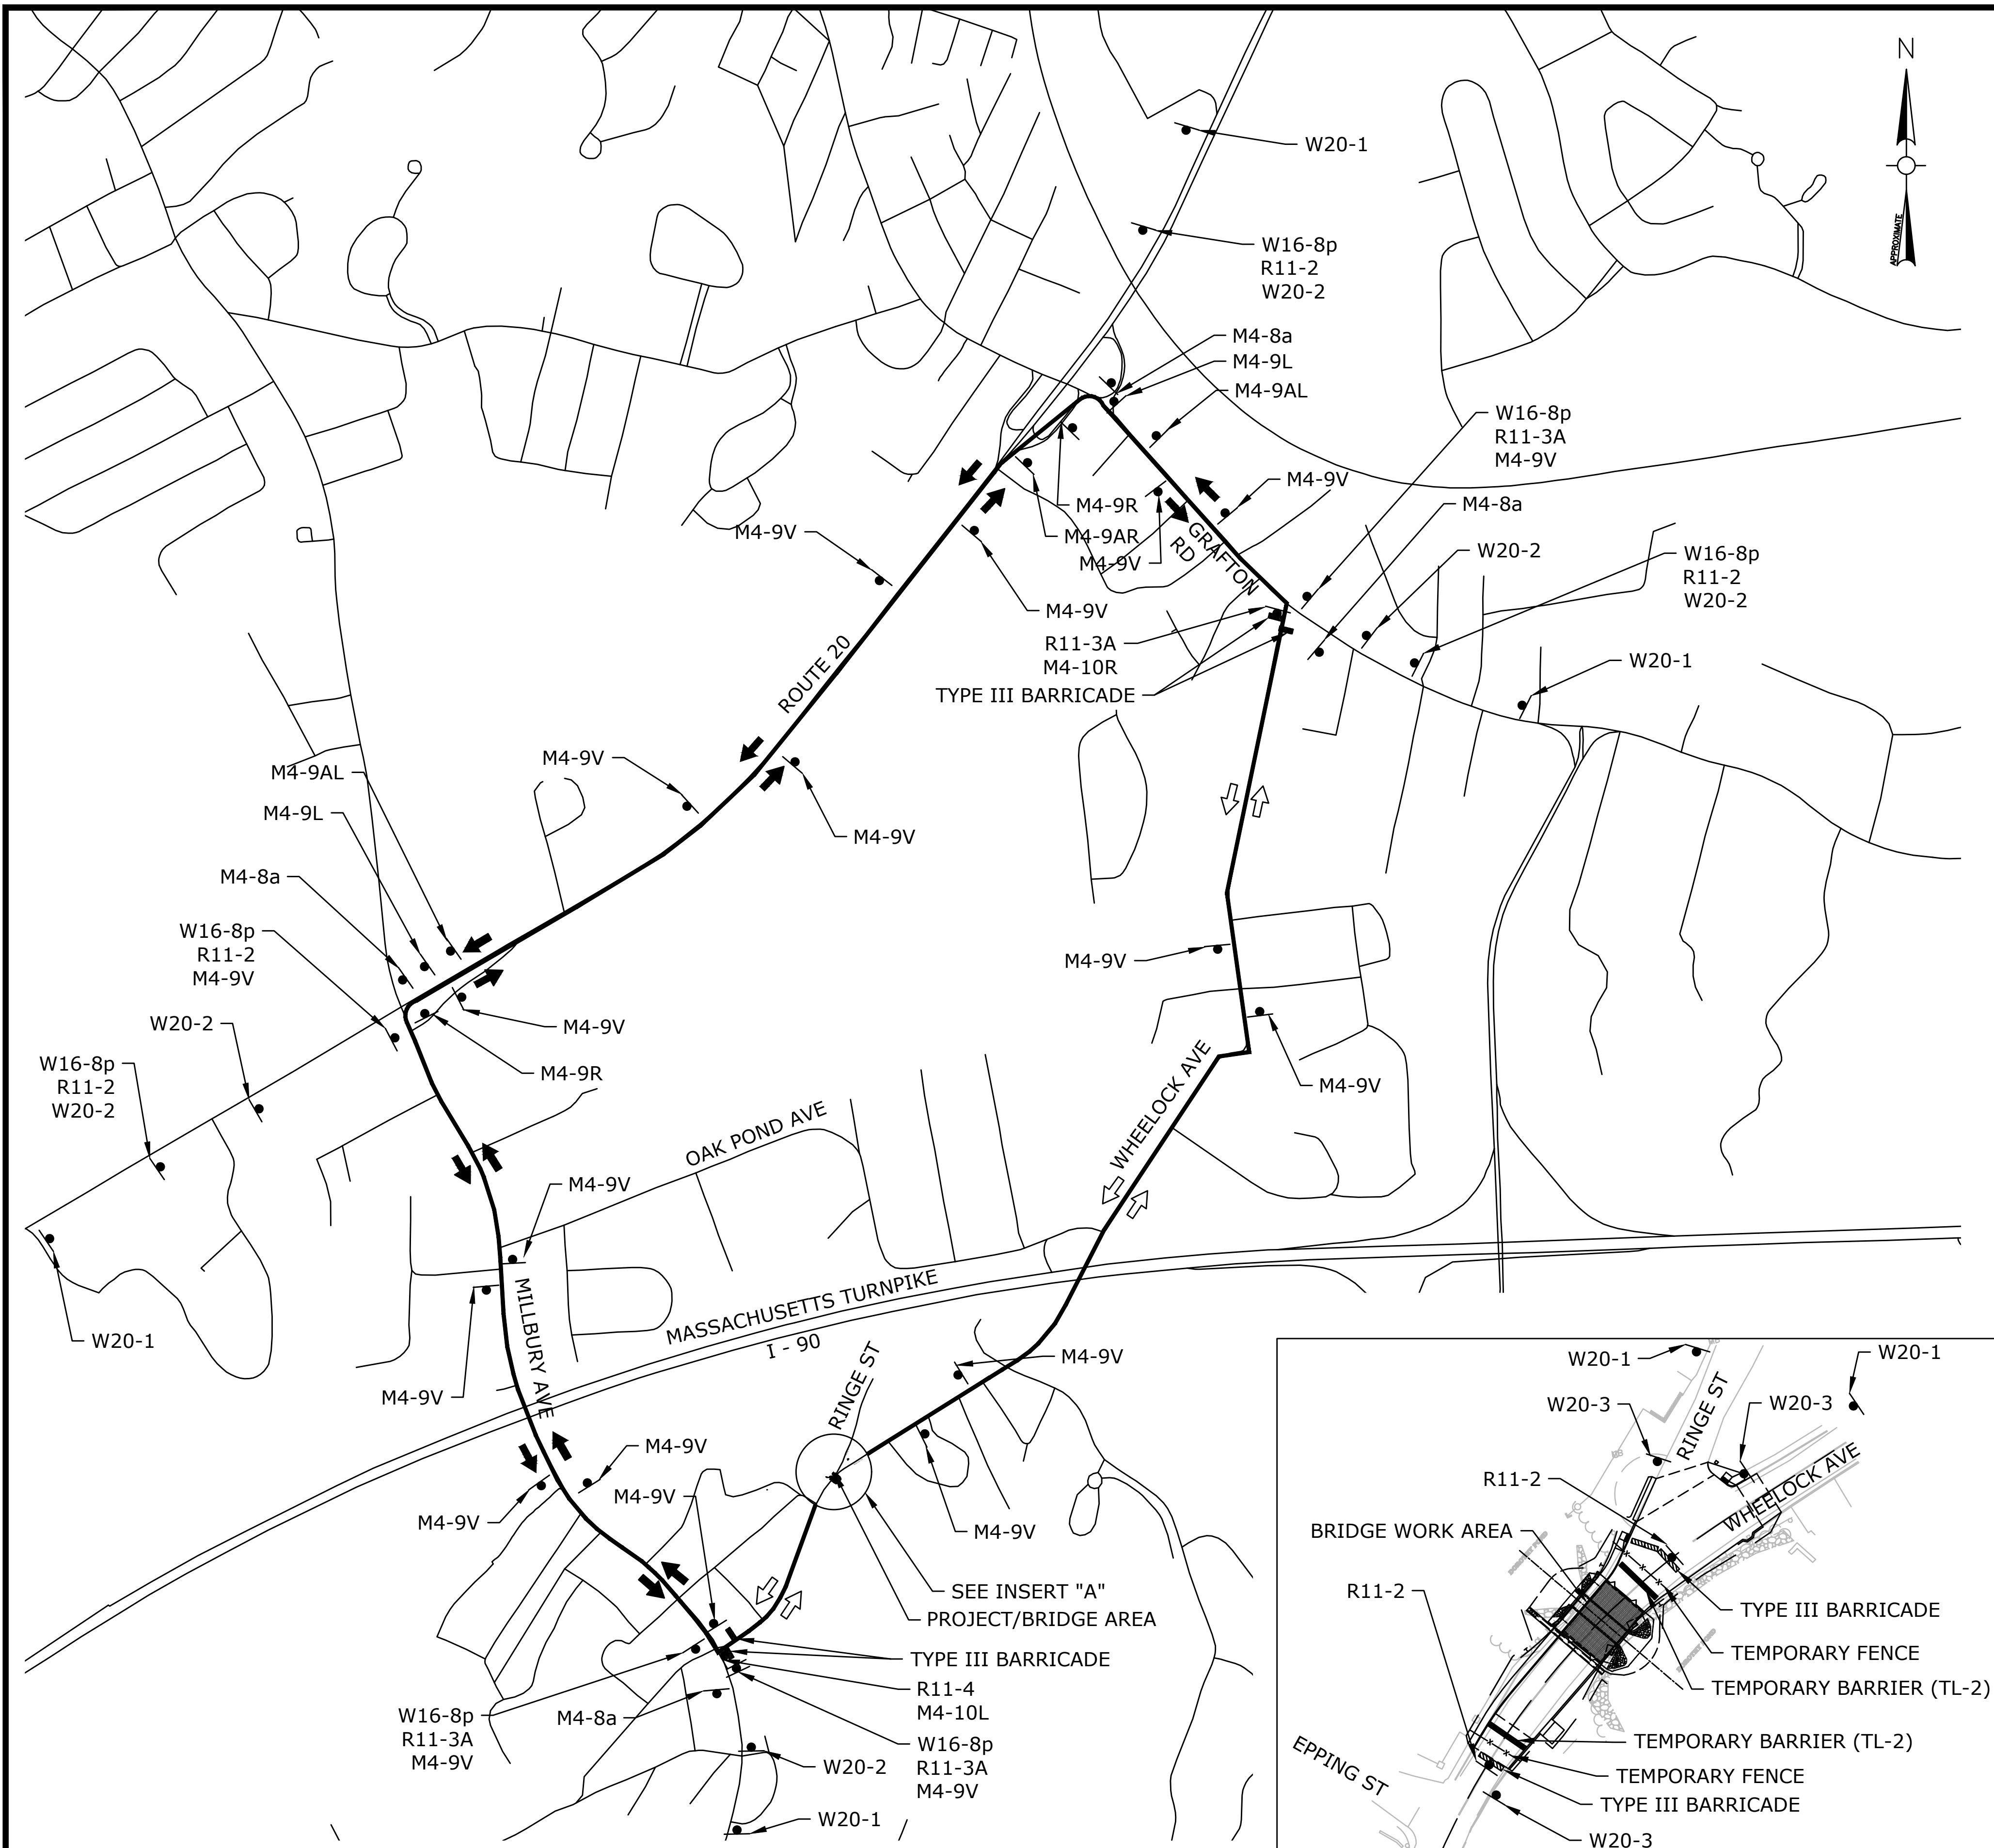 N
APPROXIMATE
W20-1
W16-8p
R11-2
W20-2
M4-8a
M4-9L
M4-9AL
W16-8p
R11-3A
M4-9V
M4-9V
M4-8a
W20-2
W16-8p
R11-2
W20-2
M4-9R
M4-9AR
M4-9V
M4-9V
M4-9V
GRAFTON
RD
R11-3A
M4-10R
TYPE III BARRICADE
W20-1
ROUTE 20
M4-9V
M4-9AL
M4-9L
M4-9V
M4-8a
W16-8p
R11-2
M4-9V
W20-2
M4-9V
M4-9R
W16-8p
R11-2
W20-2
M4-9V
M4-9V
WHEELOCK AVE
OAK POND AVE
M4-9V
W20-1
M4-9V
MILLBURY AVE
MASSACHUSETTS TURNPIKE
I - 90
RINGE ST
M4-9V
M4-9V
M4-9V
M4-9V
M4-9V
SEE INSERT "A"
PROJECT/BRIDGE AREA
TYPE III BARRICADE
R11-4
M4-10L
W16-8p
R11-3A
M4-9V
M4-8a
W16-8p
R11-3A
M4-9V
W20-2
W20-1
W20-1
W20-1
W20-3
RINGE ST
W20-3
R11-2
WHEELOCK AVE
BRIDGE WORK AREA
R11-2
TYPE III BARRICADE
TEMPORARY FENCE
TEMPORARY BARRIER (TL-2)
TEMPORARY BARRIER (TL-2)
EPPING ST
TEMPORARY FENCE
TYPE III BARRICADE
W20-3